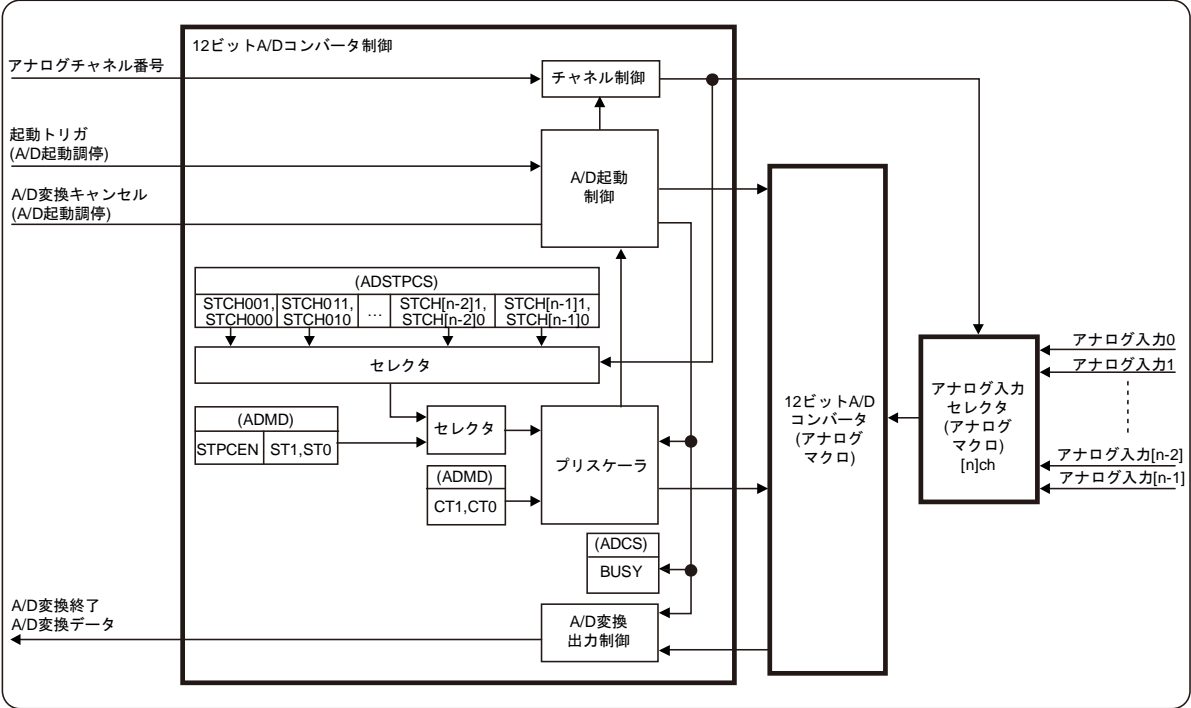 12ビットA/Dコンバータ制御
アナログチャネル番号
チャネル制御
起動トリガ
(A/D起動調停)
A/D変換キャンセル
(A/D起動調停)
A/D起動
制御
(ADSTPCS)
STCH001,
STCH000
STCH011,
STCH010
...
STCH[n-2]1,
STCH[n-2]0
STCH[n-1]1,
STCH[n-1]0
セレクタ
(ADMD)
STPCEN
ST1,ST0
セレクタ
(ADMD)
CT1,CT0
プリスケーラ
(ADCS)
BUSY
A/D変換終了
A/D変換データ
A/D変換
出力制御
12ビットA/D
コンバータ
(アナログ
マクロ)
アナログ入力
セレクタ
(アナログ
マクロ)
[n]ch
アナログ入力0
アナログ入力1
アナログ入力[n-2]
アナログ入力[n-1]